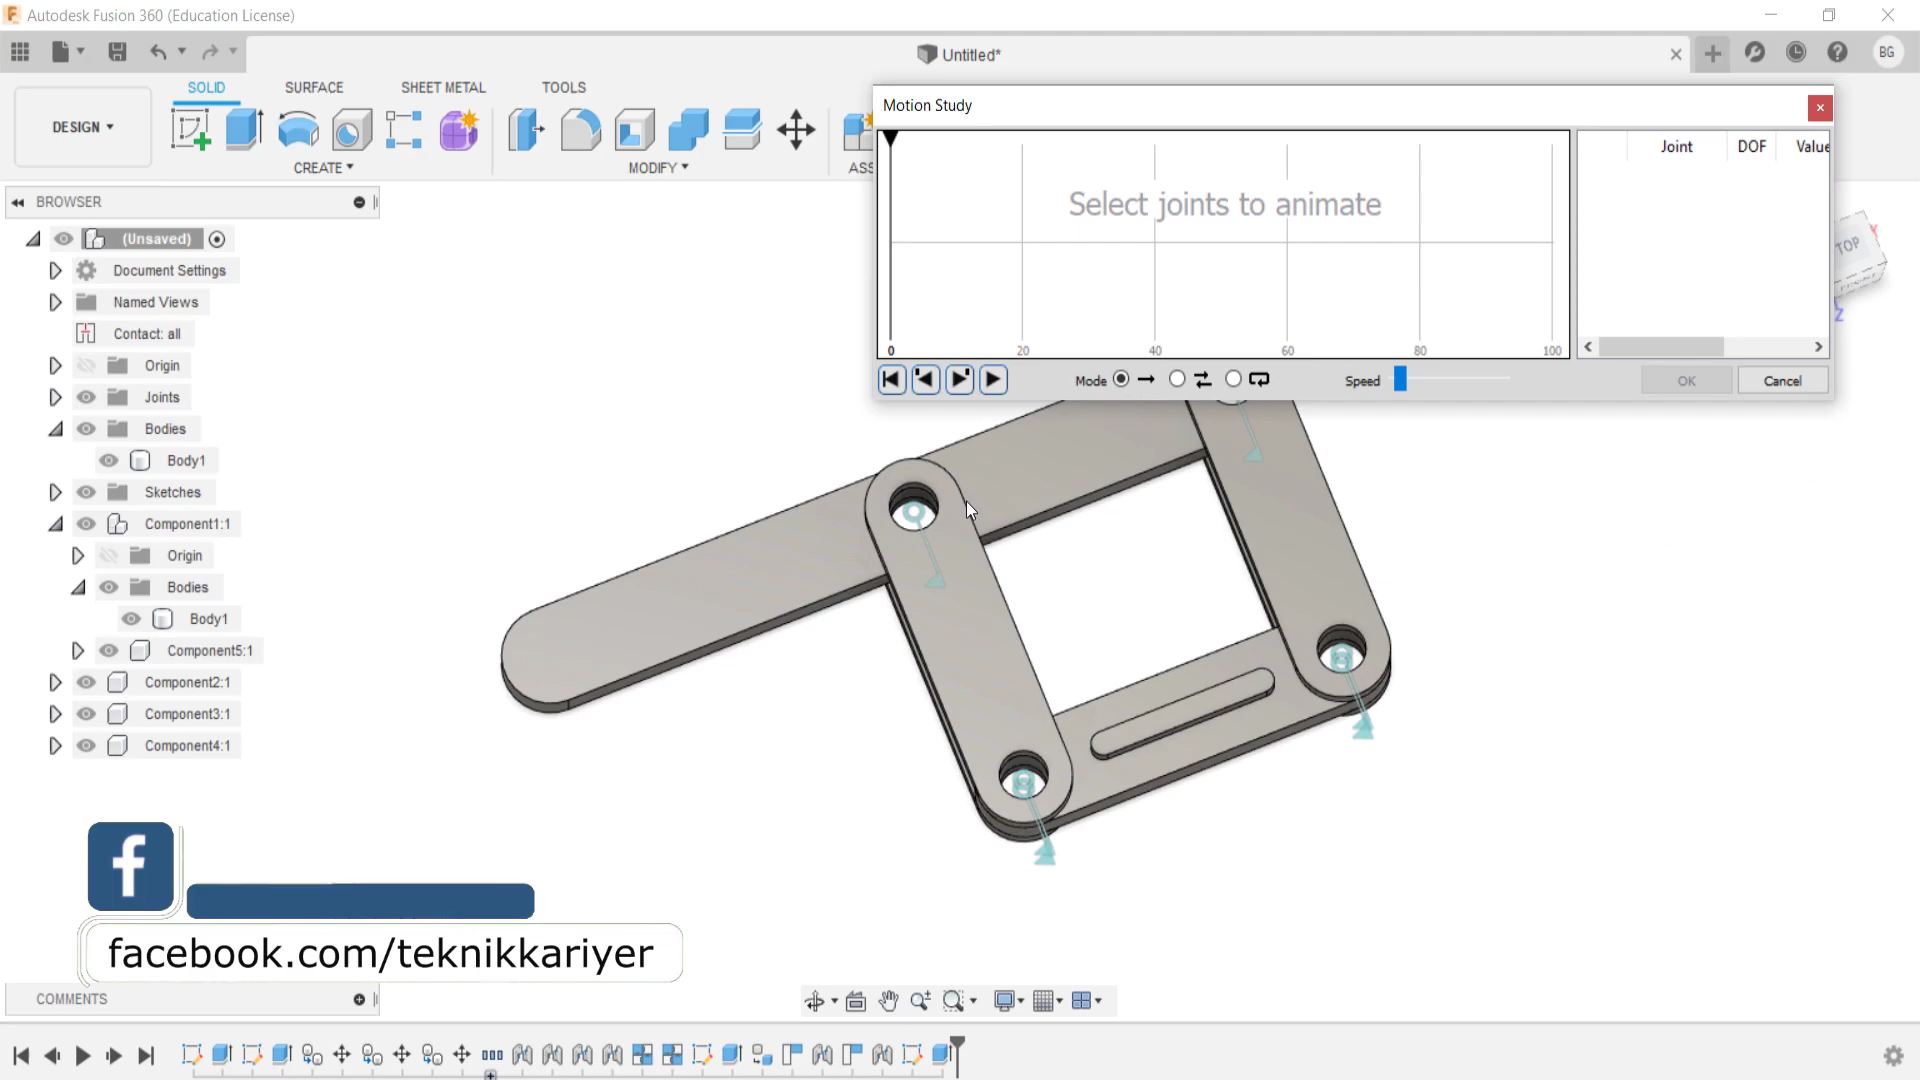 Autodesk Fusion 360 (Education License)
Untitled*
BG
SOLID
SURFACE
SHEET METAL
TOOLS
DESIGN
CREATE
MODIFY
ASS
Motion Study
Select joints to animate
0 20 40 60 80 100
Joint DOF Value
Mode
Speed
OK
Cancel
TOP
Z
BROWSER
(Unsaved)
Document Settings
Named Views
Contact: all
Origin
Joints
Bodies
Body1
Sketches
Component1:1
Origin
Bodies
Body1
Component5:1
Component2:1
Component3:1
Component4:1
f
facebook.com/teknikkariyer
COMMENTS